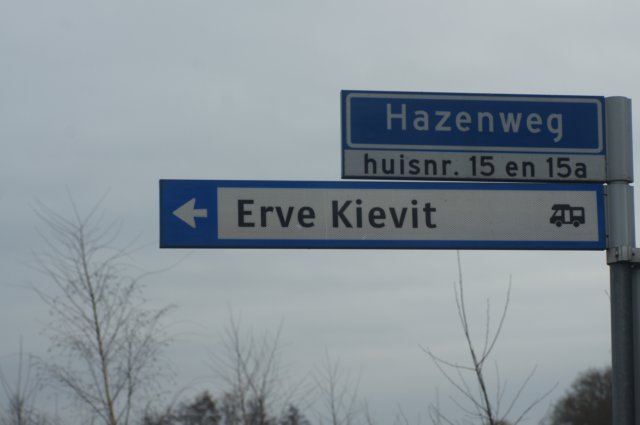 Hazenweg
huisnr. 15 en 15a
Erve Kievit